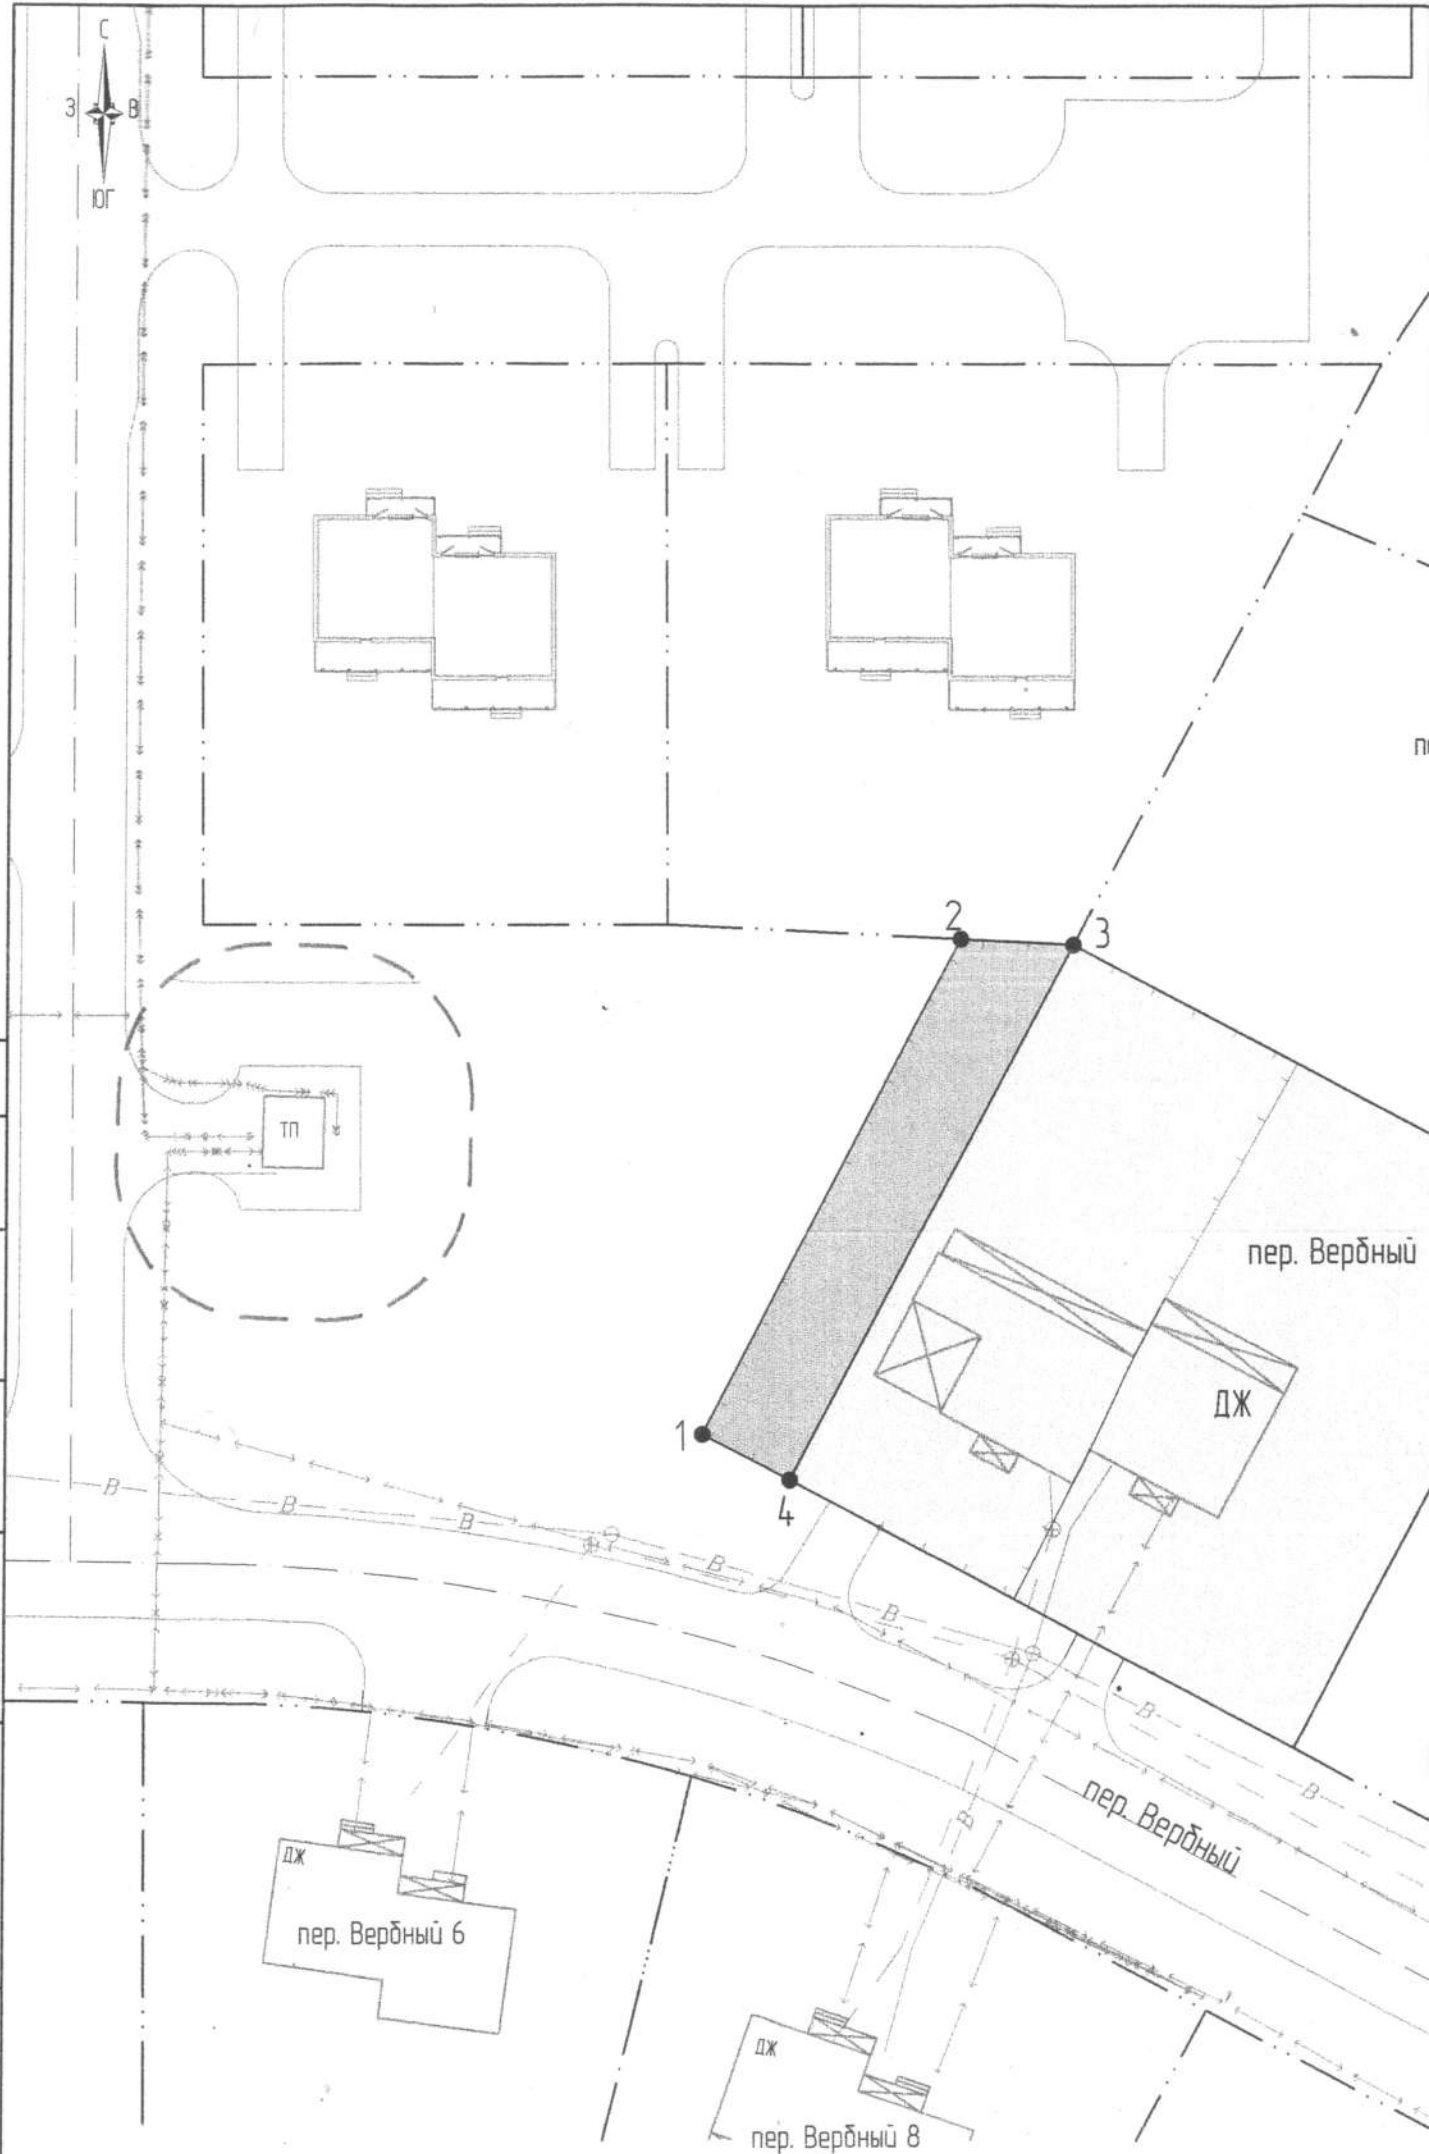 С
З В
ЮГ
2
3
ТП
пер. Вербный
ДЖ
1
В
В
В
4
В
В
В
В
В
пер. Вербный
ДЖ
пер. Вербный 6
ДЖ
пер. Вербный 8